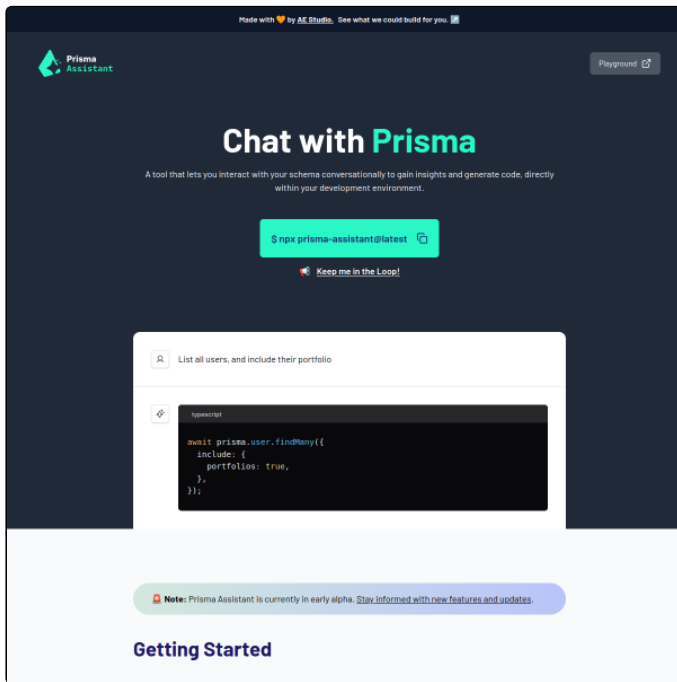 Made with 🧡 by AE Studio. See what we could build for you. ↗️
Prisma
Assistant
Playground
Chat with Prisma
A tool that lets you interact with your schema conversationally to gain insights and generate code, directly
within your development environment.
$ npx prisma-assistant@latest
📢 Keep me in the Loop!
List all users, and include their portfolio
typescript
await prisma.user.findMany({
  include: {
    portfolios: true,
  },
});
🚨 Note: Prisma Assistant is currently in early alpha. Stay informed with new features and updates.
Getting Started